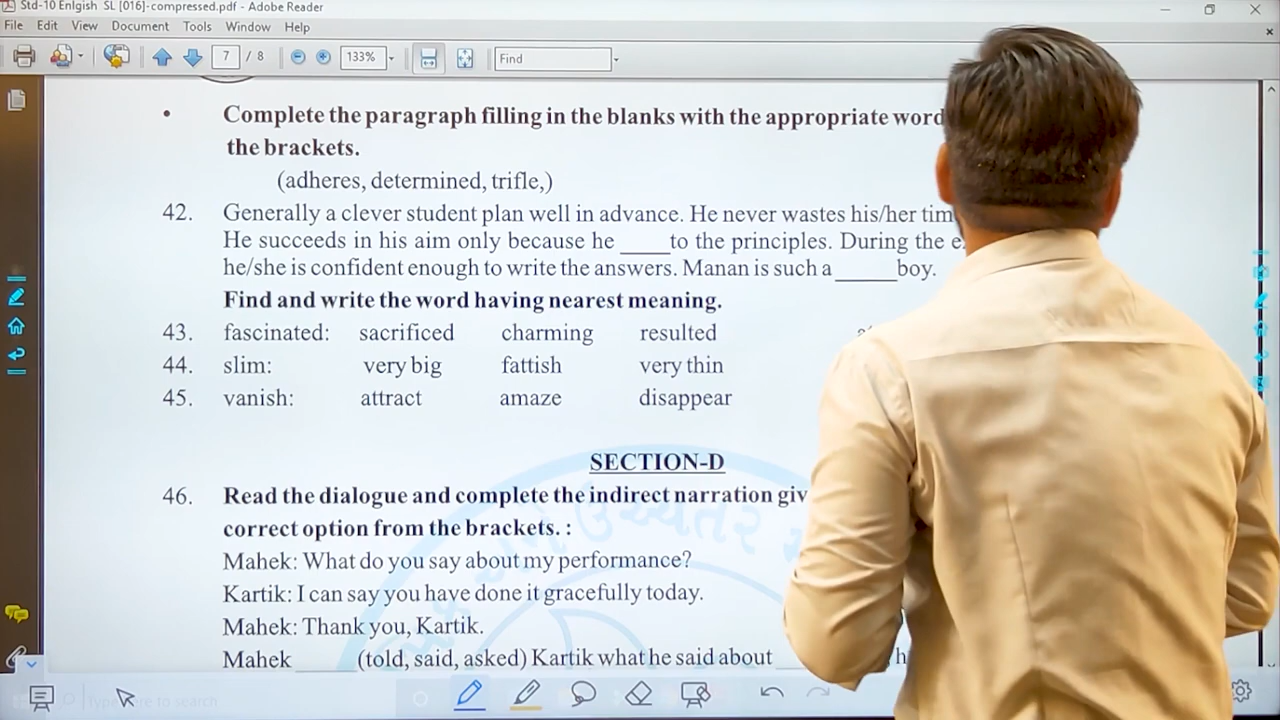 Std-10 Enlgish SL [016]-compressed.pdf - Adobe Reader
File Edit View Document Tools Window Help
7 / 8 133% Find
• Complete the paragraph filling in the blanks with the appropriate word
the brackets.
(adheres, determined, trifle,)
42. Generally a clever student plan well in advance. He never wastes his/her tim
He succeeds in his aim only because he ____to the principles. During the e
he/she is confident enough to write the answers. Manan is such a _____boy.
Find and write the word having nearest meaning.
43. fascinated: sacrificed charming resulted
44. slim: very big fattish very thin
45. vanish: attract amaze disappear
SECTION-D
46. Read the dialogue and complete the indirect narration giv
correct option from the brackets. :
Mahek: What do you say about my performance?
Kartik: I can say you have done it gracefully today.
Mahek: Thank you, Kartik.
Mahek _____ (told, said, asked) Kartik what he said about _____, h
Type here to search